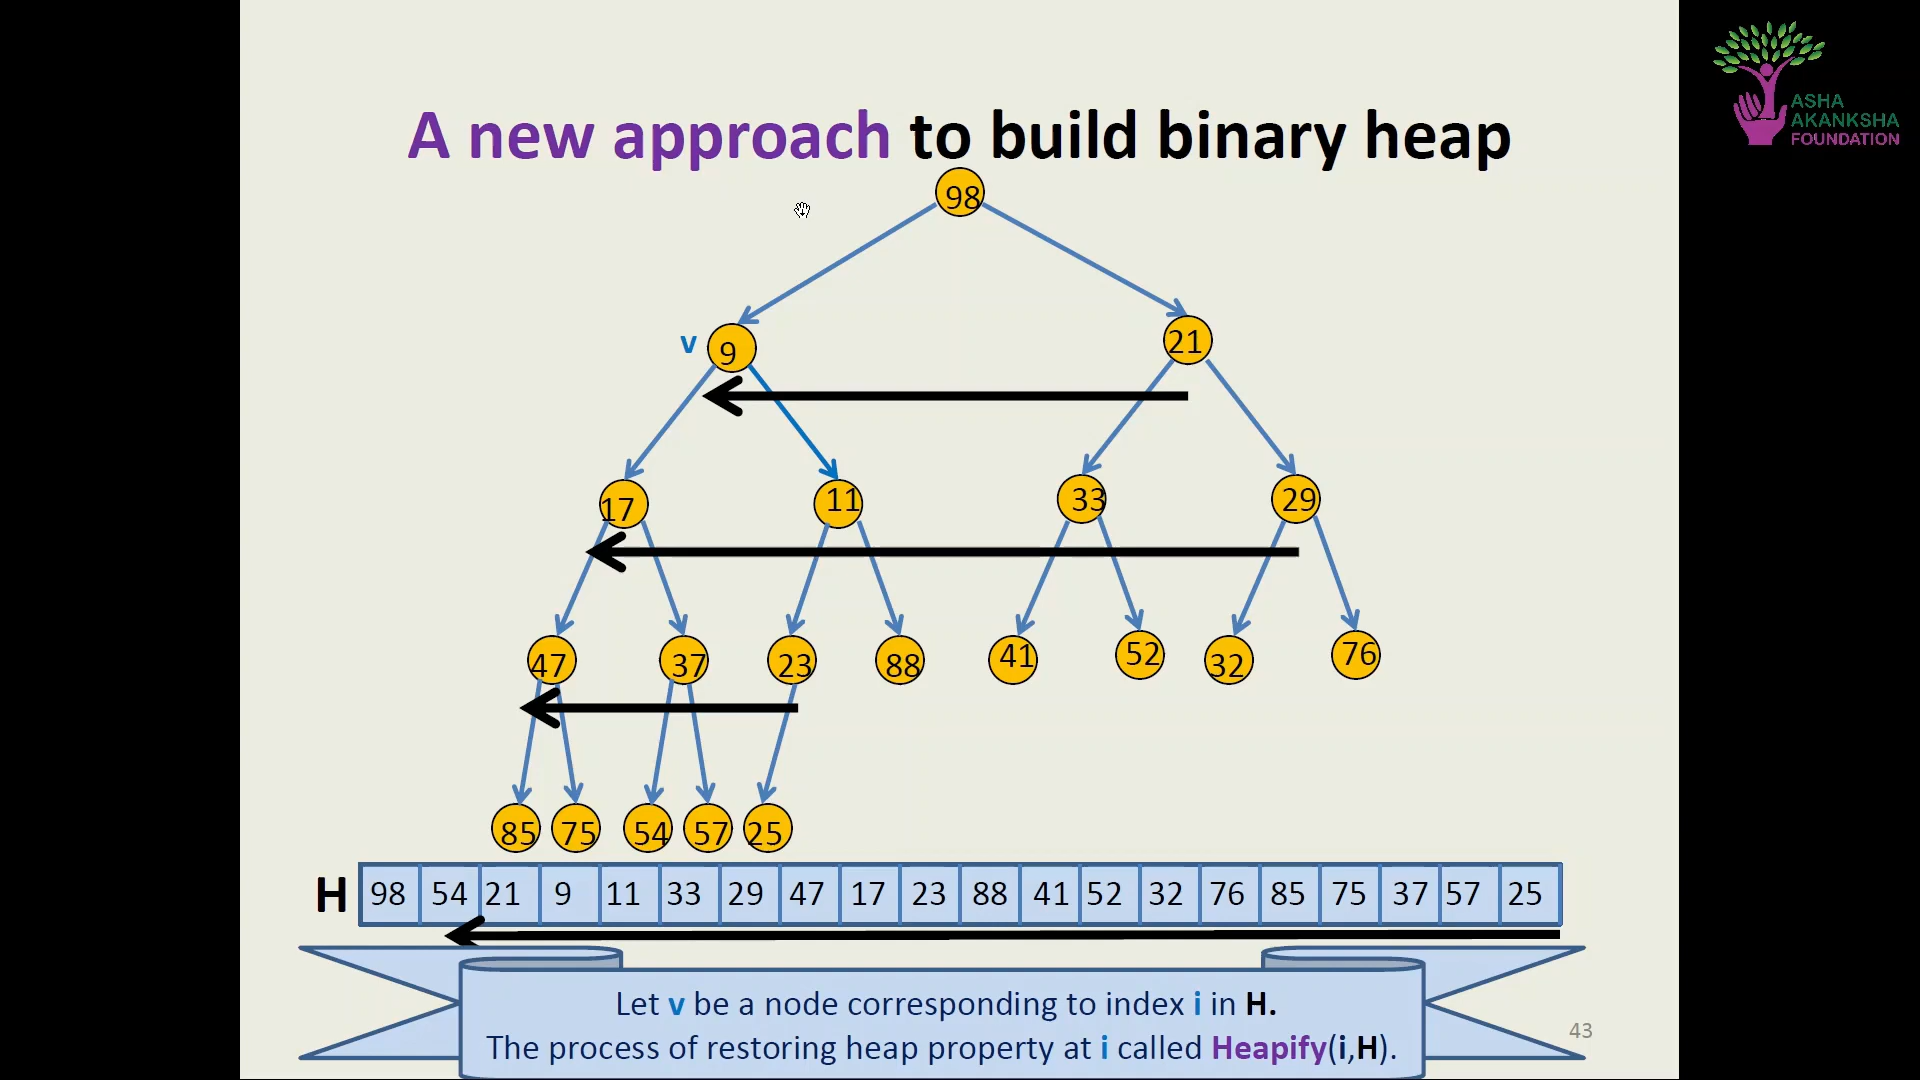 ASHA
AKANKSHA
FOUNDATION
A new approach to build binary heap
98
v 9 21
17 11 33 29
47 37 23 88 41 52 32 76
85 75 54 57 25
H 98 54 21 9 11 33 29 47 17 23 88 41 52 32 76 85 75 37 57 25
Let v be a node corresponding to index i in H.
The process of restoring heap property at i called Heapify(i,H).
43